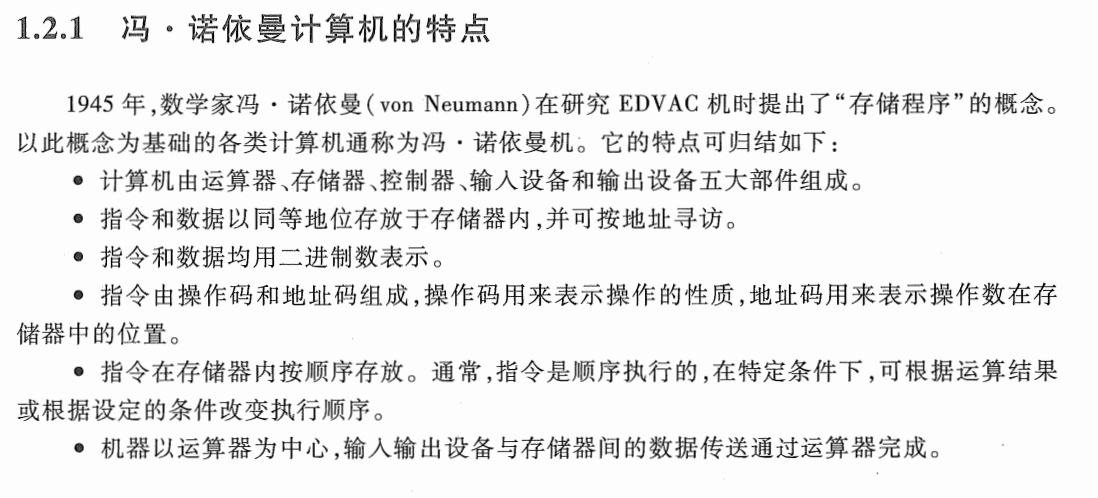 1.2.1 冯·诺依曼计算机的特点
1945 年,数学家冯·诺依曼(von Neumann)在研究 EDVAC 机时提出了“存储程序”的概念。
以此概念为基础的各类计算机通称为冯·诺依曼机。它的特点可归结如下:
● 计算机由运算器、存储器、控制器、输入设备和输出设备五大部件组成。
● 指令和数据以同等地位存放于存储器内,并可按地址寻访。
● 指令和数据均用二进制数表示。
● 指令由操作码和地址码组成,操作码用来表示操作的性质,地址码用来表示操作数在存
储器中的位置。
● 指令在存储器内按顺序存放。通常,指令是顺序执行的,在特定条件下,可根据运算结果
或根据设定的条件改变执行顺序。
● 机器以运算器为中心,输入输出设备与存储器间的数据传送通过运算器完成。